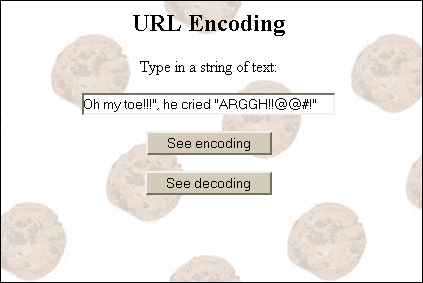 URL Encoding
Type in a string of text:
Oh my toe!!!", he cried "ARGGH!!@@#!"
See encoding
See decoding